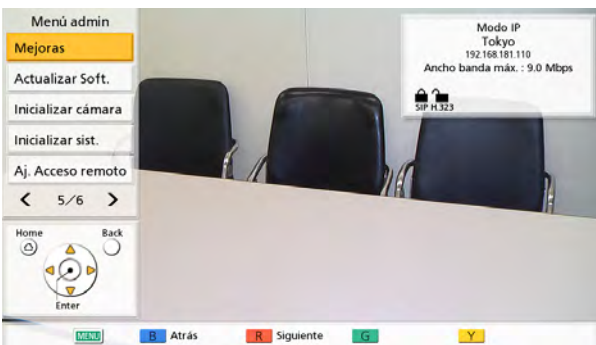 Menú admin
Mejoras
Actualizar Soft.
Inicializar cámara
Inicializar sist.
Aj. Acceso remoto
5/6
Home
Back
Enter
Modo IP
Tokyo
192.168.181.110
Ancho banda máx. : 9.0 Mbps
SIP H.323
MENU B Atrás R Siguiente G Y